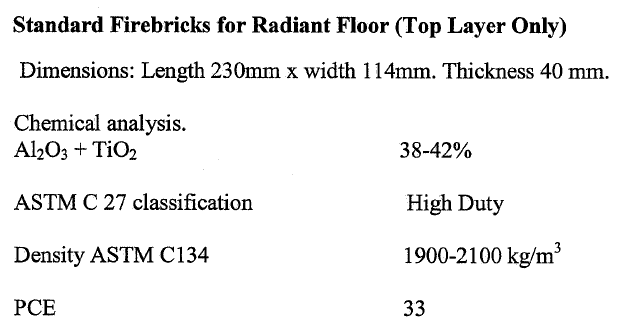 Standard Firebricks for Radiant Floor (Top Layer Only)
Dimensions: Length 230mm x width 114mm. Thickness 40 mm.
Chemical analysis.
Al₂O₃ + TiO₂ 38-42%
ASTM C 27 classification High Duty
Density ASTM C134 1900-2100 kg/m³
PCE 33